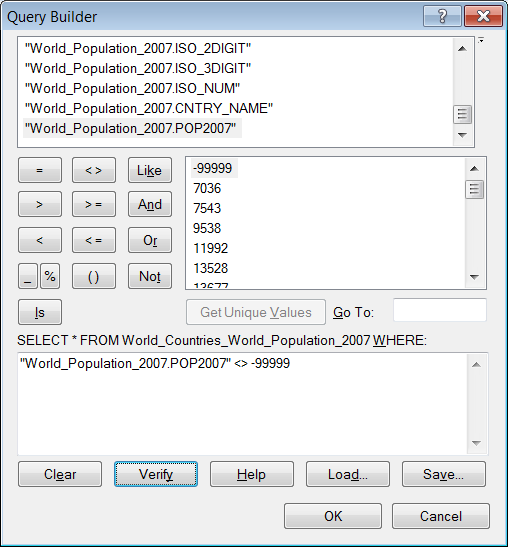 Query Builder
"World_Population_2007.ISO_2DIGIT"
"World_Population_2007.ISO_3DIGIT"
"World_Population_2007.ISO_NUM"
"World_Population_2007.CNTRY_NAME"
"World_Population_2007.POP2007"
= <> Like
> >= And
< <= Or
_ % () Not
Is
-99999
7036
7543
9538
11992
13528
13677
Get Unique Values Go To:
SELECT * FROM World_Countries_World_Population_2007 WHERE:
"World_Population_2007.POP2007" <> -99999
Clear Verify Help Load... Save...
OK Cancel